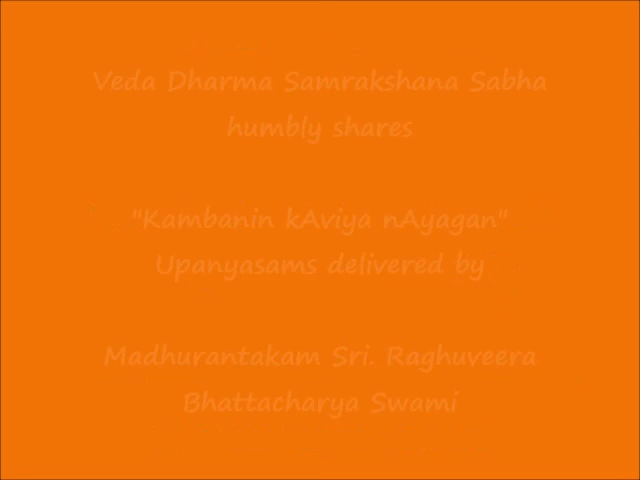 Veda Dharma Samrakshana Sabha
humbly shares
"Kambanin kAviya nAyagan"
Upanyasams delivered by
Madhurantakam Sri. Raghuveera
Bhattacharya Swami